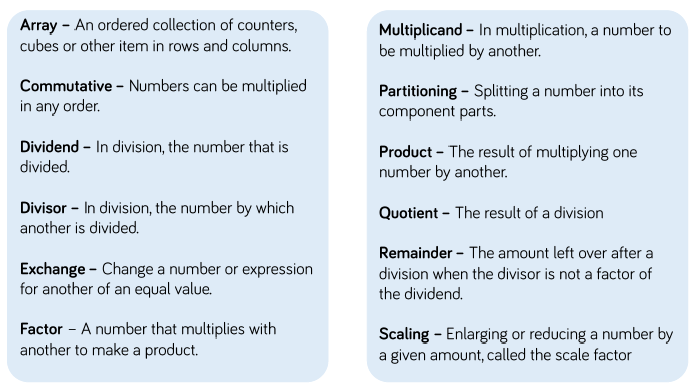 Array – An ordered collection of counters,
cubes or other item in rows and columns.
Commutative – Numbers can be multiplied
in any order.
Dividend – In division, the number that is
divided.
Divisor – In division, the number by which
another is divided.
Exchange – Change a number or expression
for another of an equal value.
Factor – A number that multiplies with
another to make a product.
Multiplicand – In multiplication, a number to
be multiplied by another.
Partitioning – Splitting a number into its
component parts.
Product – The result of multiplying one
number by another.
Quotient – The result of a division
Remainder – The amount left over after a
division when the divisor is not a factor of
the dividend.
Scaling – Enlarging or reducing a number by
a given amount, called the scale factor